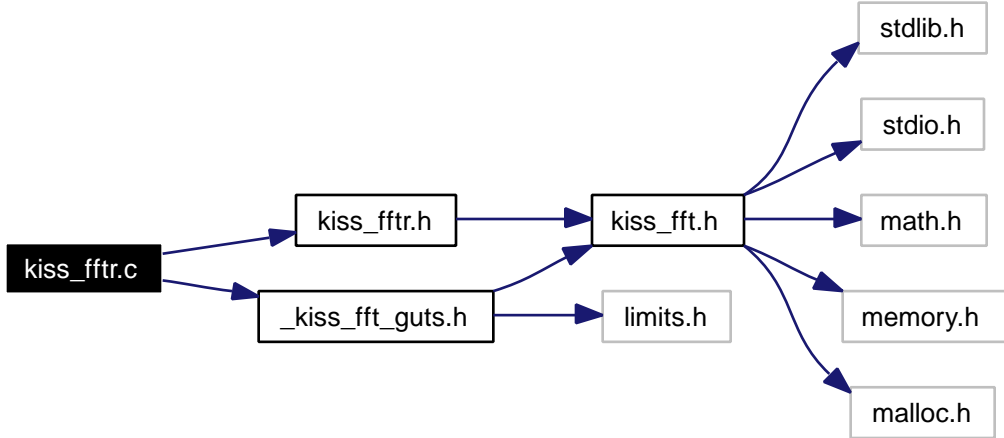 stdlib.h
stdio.h
kiss_fftr.h
kiss_fft.h
math.h
kiss_fftr.c
_kiss_fft_guts.h
limits.h
memory.h
malloc.h